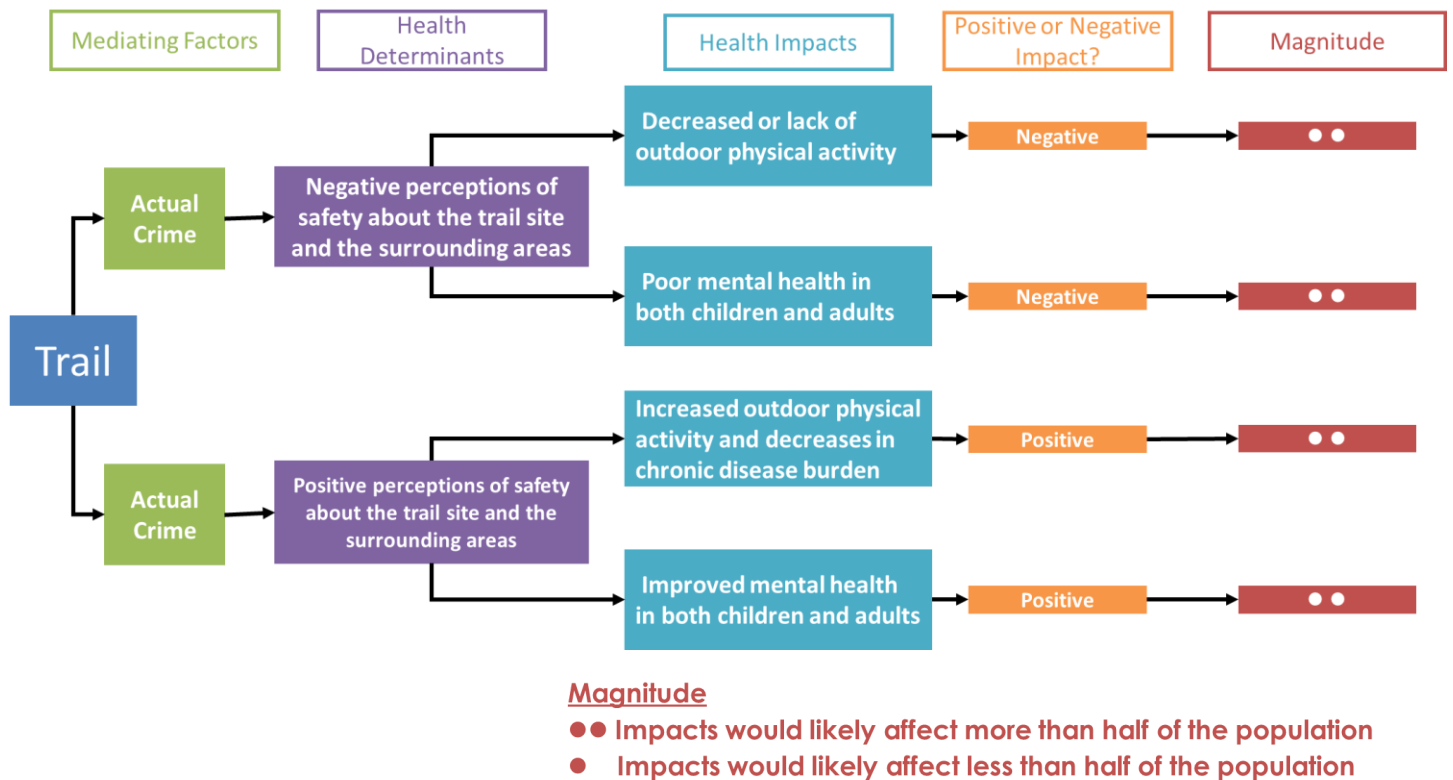 Mediating Factors
Health
Determinants
Health Impacts
Positive or Negative
Impact?
Magnitude
Trail
Actual
Crime
Negative perceptions of
safety about the trail site
and the surrounding areas
Decreased or lack of
outdoor physical activity
Negative
●●
Poor mental health in
both children and adults
Negative
●●
Actual
Crime
Positive perceptions of safety
about the trail site and the
surrounding areas
Increased outdoor physical
activity and decreases in
chronic disease burden
Positive
●●
Improved mental health
in both children and adults
Positive
●●
Magnitude
●● Impacts would likely affect more than half of the population
● Impacts would likely affect less than half of the population